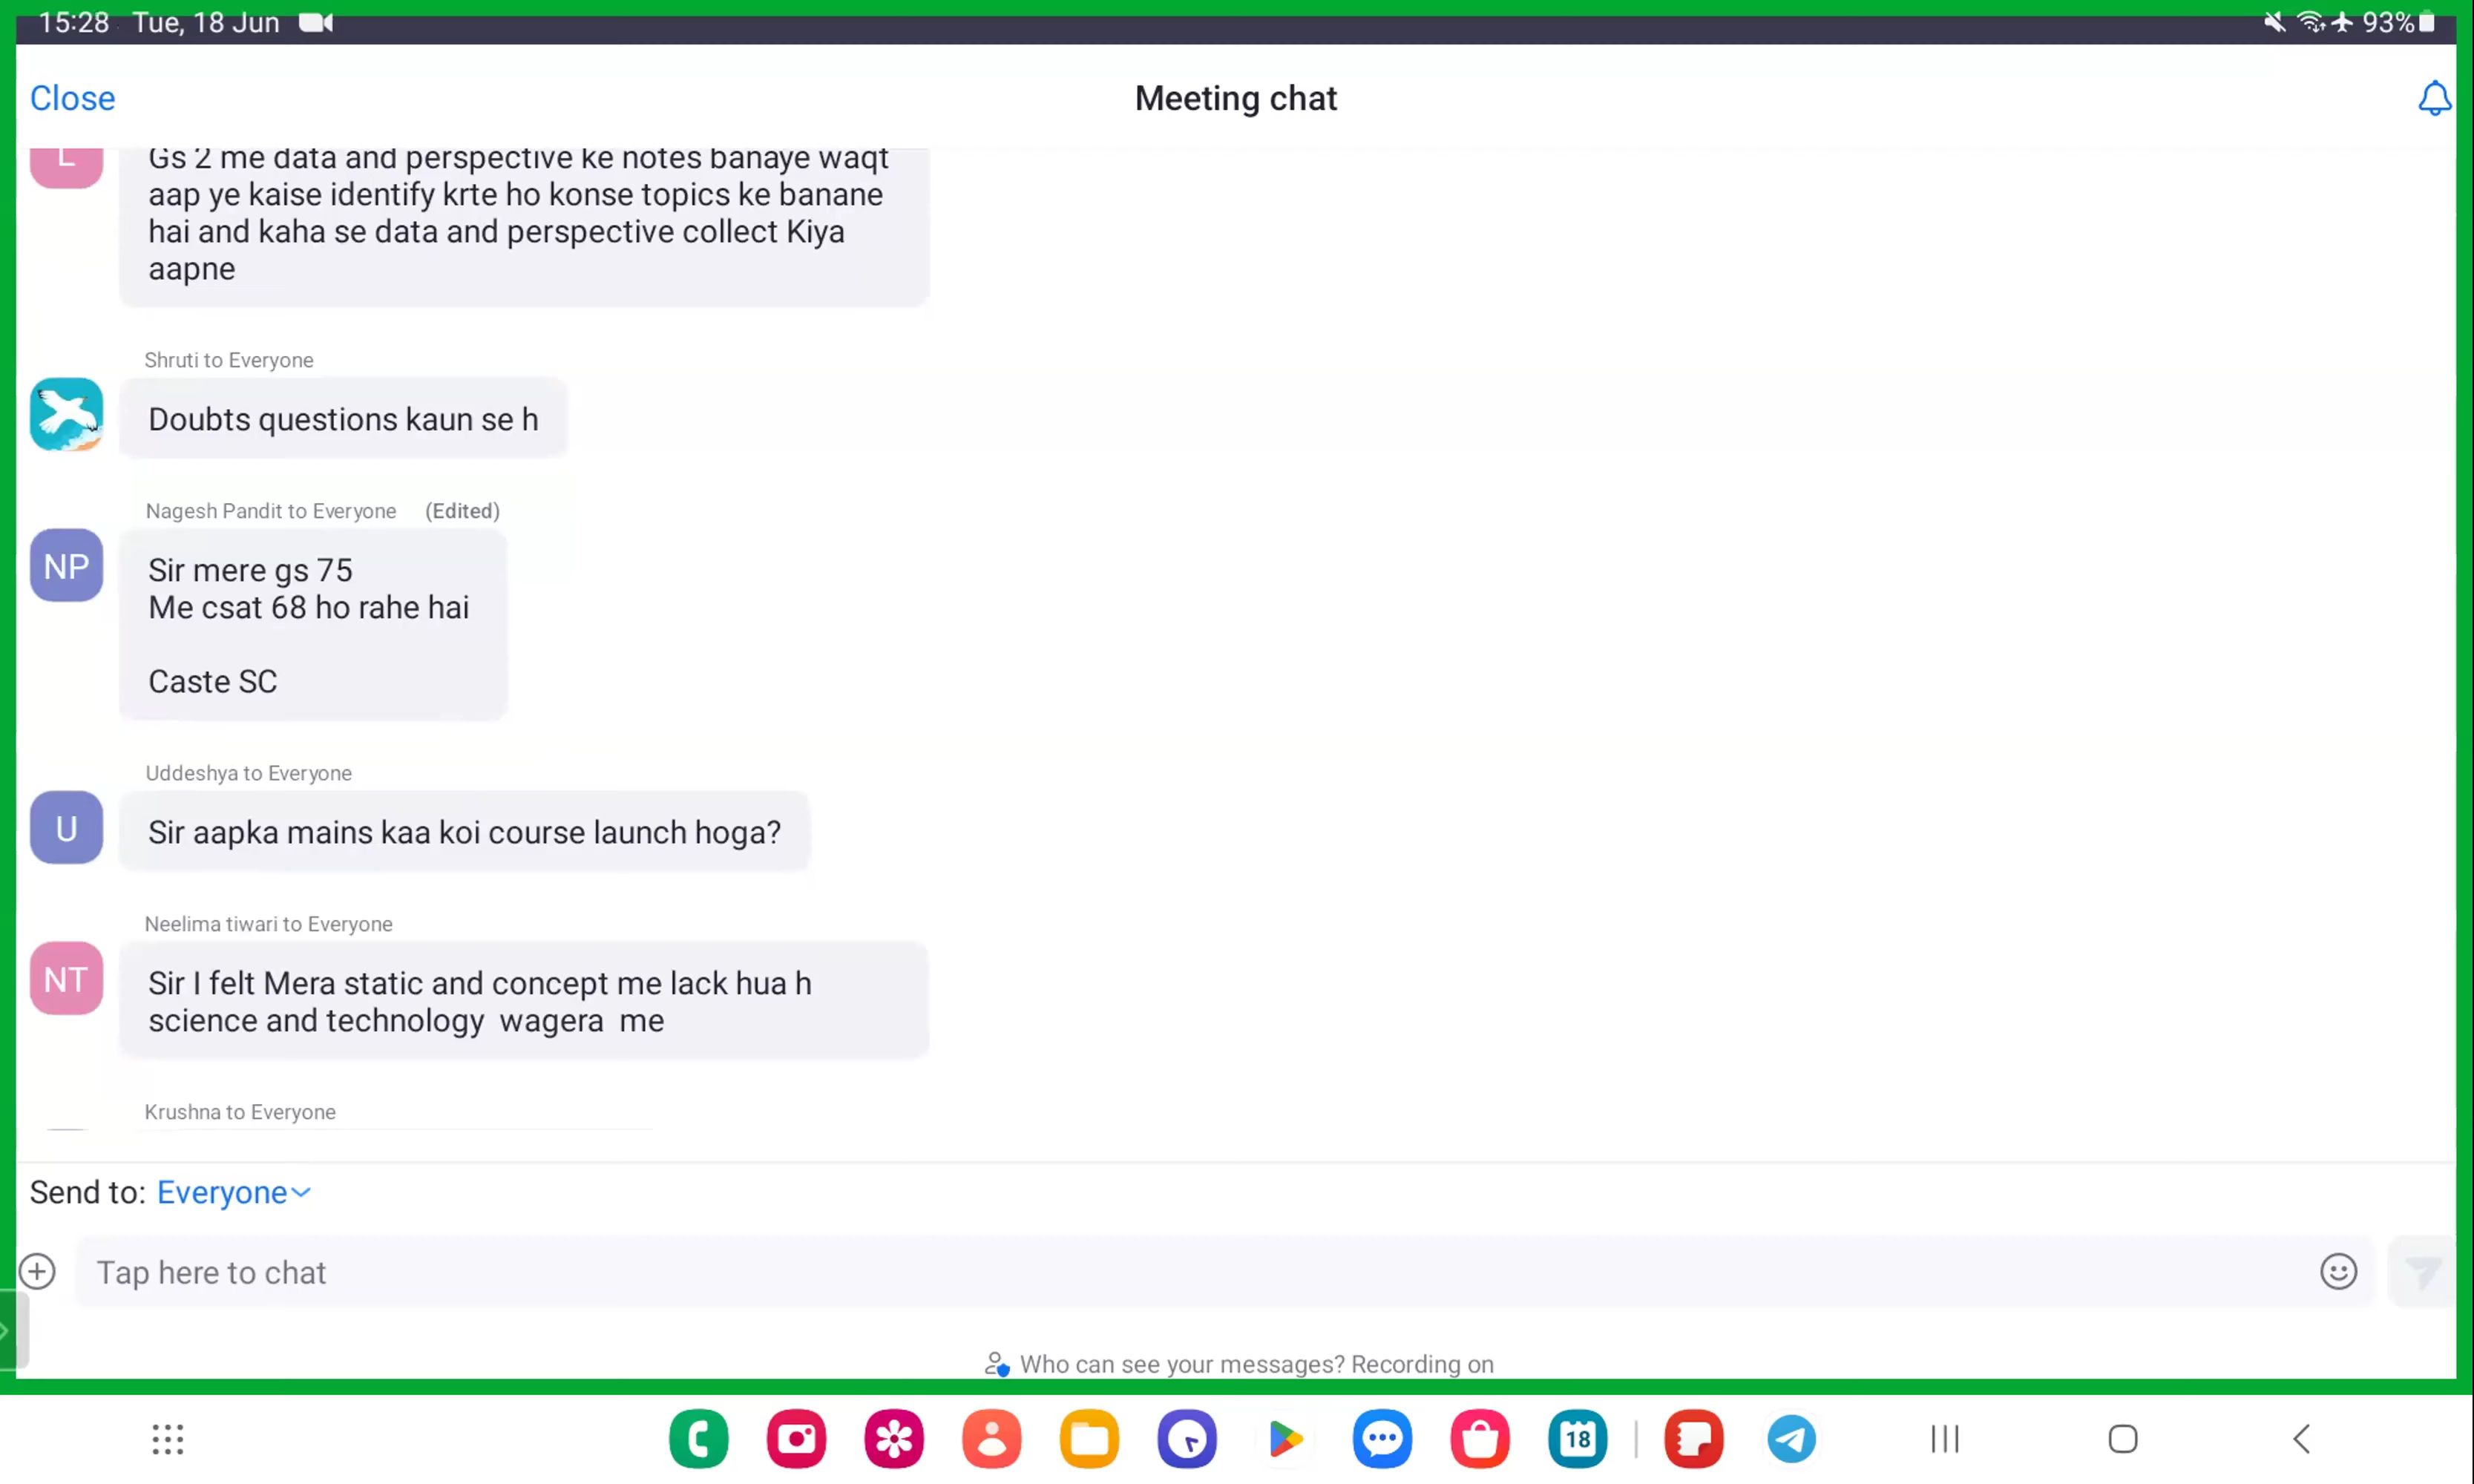 15:28 Tue, 18 Jun 93%
Close
Meeting chat
L
Gs 2 me data and perspective ke notes banaye waqt
aap ye kaise identify krte ho konse topics ke banane
hai and kaha se data and perspective collect Kiya
aapne
Shruti to Everyone
Doubts questions kaun se h
Nagesh Pandit to Everyone (Edited)
NP
Sir mere gs 75
Me csat 68 ho rahe hai
Caste SC
Uddeshya to Everyone
U
Sir aapka mains kaa koi course launch hoga?
Neelima tiwari to Everyone
NT
Sir I felt Mera static and concept me lack hua h
science and technology wagera me
Krushna to Everyone
Send to: Everyone
Tap here to chat
Who can see your messages? Recording on
18